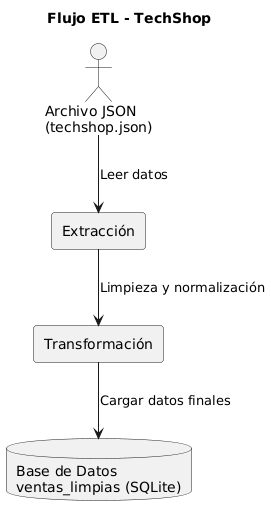 Flujo ETL - TechShop
Archivo JSON
(techshop.json)
Leer datos
Extracción
Limpieza y normalización
Transformación
Cargar datos finales
Base de Datos
ventas_limpias (SQLite)